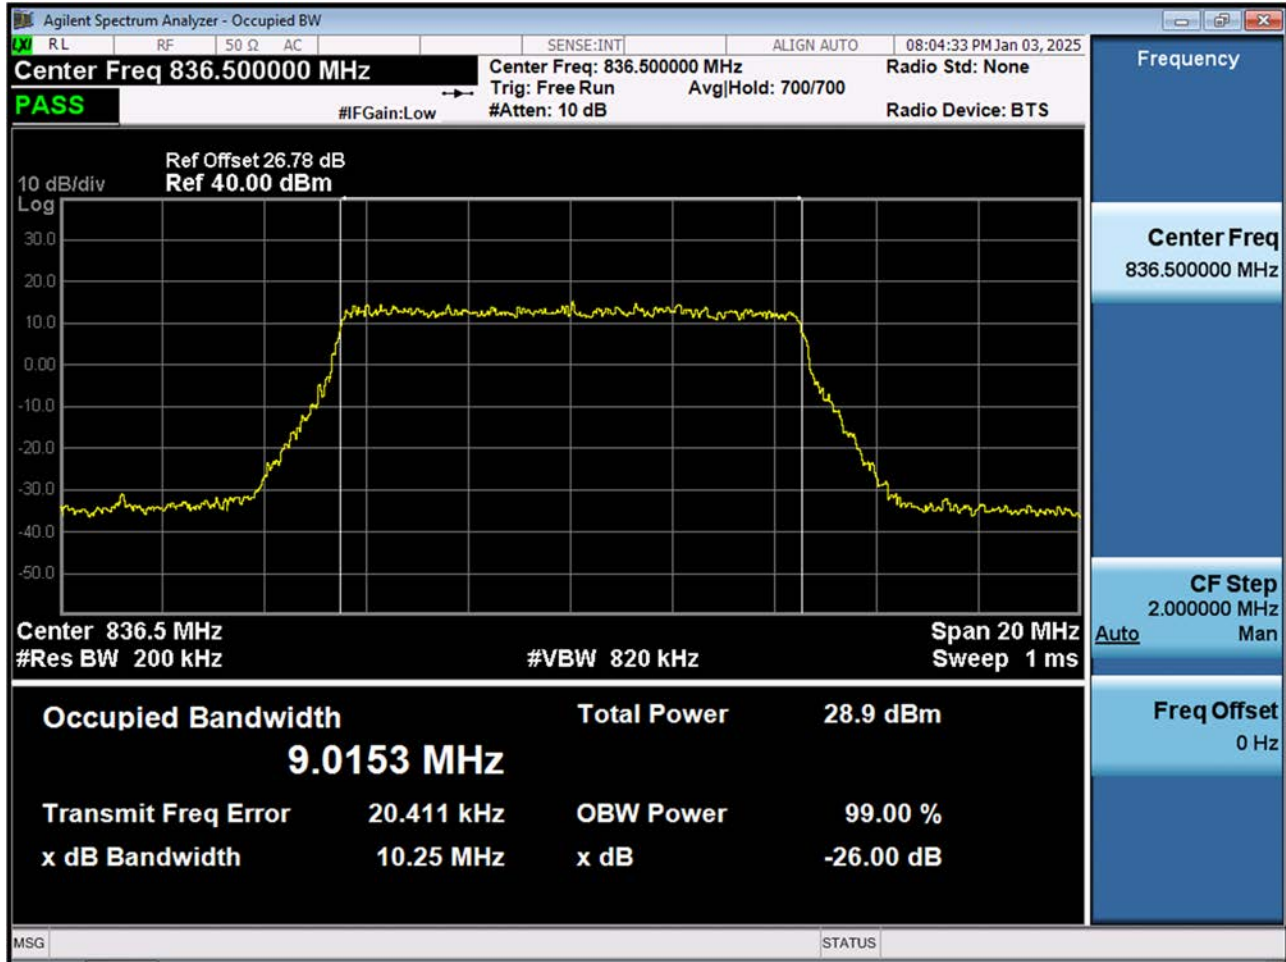 Agilent Spectrum Analyzer - Occupied BW
LXI RL RF 50 Ω AC SENSE:INT ALIGN AUTO 08:04:33 PM Jan 03, 2025
Center Freq 836.500000 MHz
PASS
#IFGain:Low
Center Freq: 836.500000 MHz
Trig: Free Run Avg|Hold: 700/700
#Atten: 10 dB
Radio Std: None
Radio Device: BTS
Ref Offset 26.78 dB
10 dB/div Ref 40.00 dBm
Log
30.0
20.0
10.0
0.00
-10.0
-20.0
-30.0
-40.0
-50.0
Center 836.5 MHz Span 20 MHz
#Res BW 200 kHz #VBW 820 kHz Sweep 1 ms
Occupied Bandwidth Total Power 28.9 dBm
9.0153 MHz
Transmit Freq Error 20.411 kHz OBW Power 99.00 %
x dB Bandwidth 10.25 MHz x dB -26.00 dB
MSG STATUS
Frequency
Center Freq
836.500000 MHz
CF Step
2.000000 MHz
Auto Man
Freq Offset
0 Hz